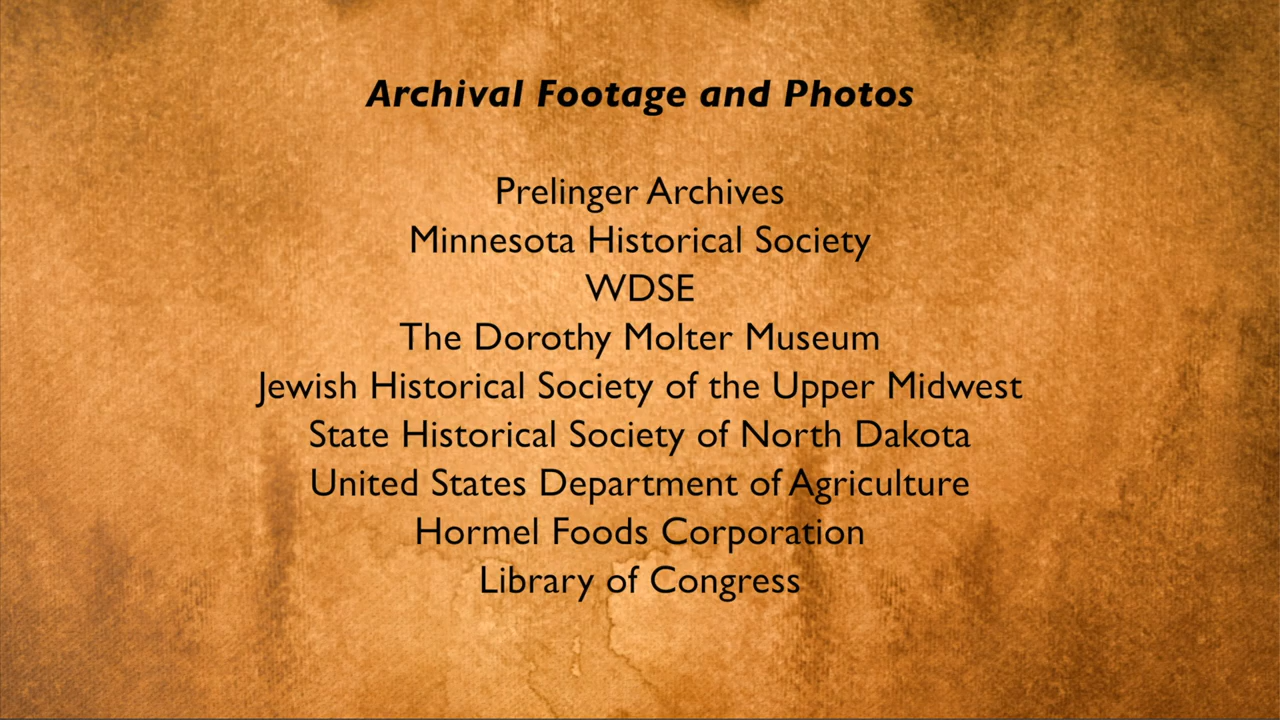 Archival Footage and Photos
Prelinger Archives
Minnesota Historical Society
WDSE
The Dorothy Molter Museum
Jewish Historical Society of the Upper Midwest
State Historical Society of North Dakota
United States Department of Agriculture
Hormel Foods Corporation
Library of Congress